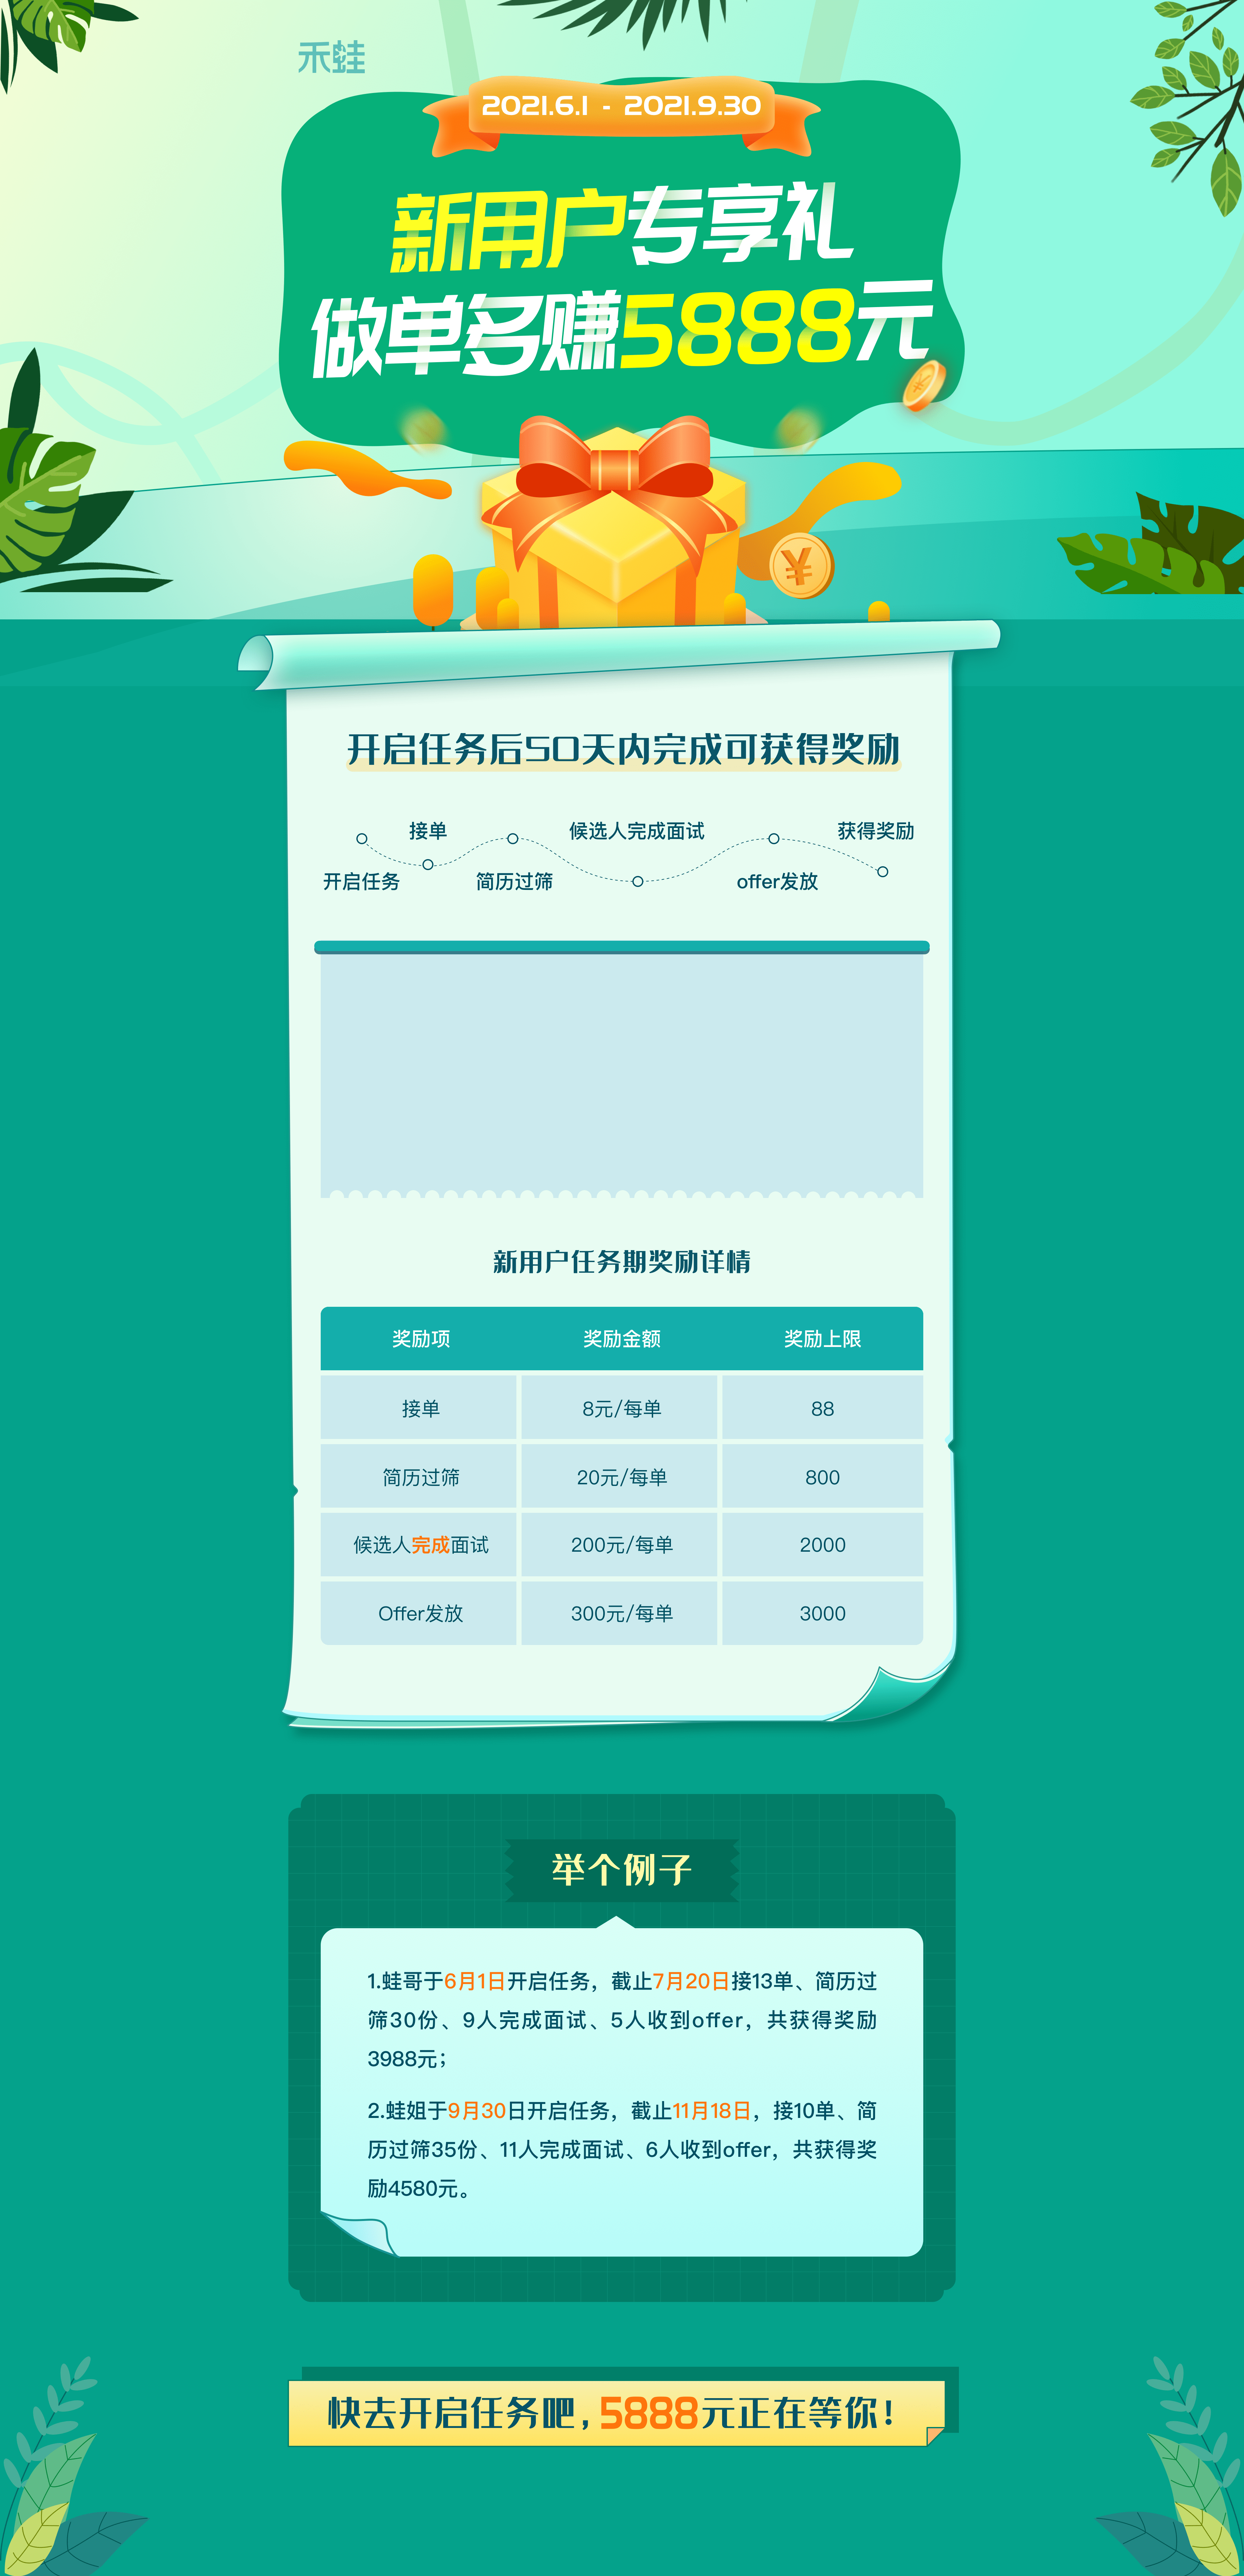 禾蛙
2021.6.1 - 2021.9.30
新用户专享礼
做单多赚5888元
开启任务后50天内完成可获得奖励
接单
候选人完成面试
获得奖励
开启任务
简历过筛
offer发放
新用户任务期奖励详情
奖励项 奖励金额 奖励上限
接单 8元/每单 88
简历过筛 20元/每单 800
候选人完成面试 200元/每单 2000
Offer发放 300元/每单 3000
举个例子
1.蛙哥于6月1日开启任务，截止7月20日接13单、简历过
筛30份、9人完成面试、5人收到offer，共获得奖励
3988元；
2.蛙姐于9月30日开启任务，截止11月18日，接10单、简
历过筛35份、11人完成面试、6人收到offer，共获得奖
励4580元。
快去开启任务吧，5888元正在等你！